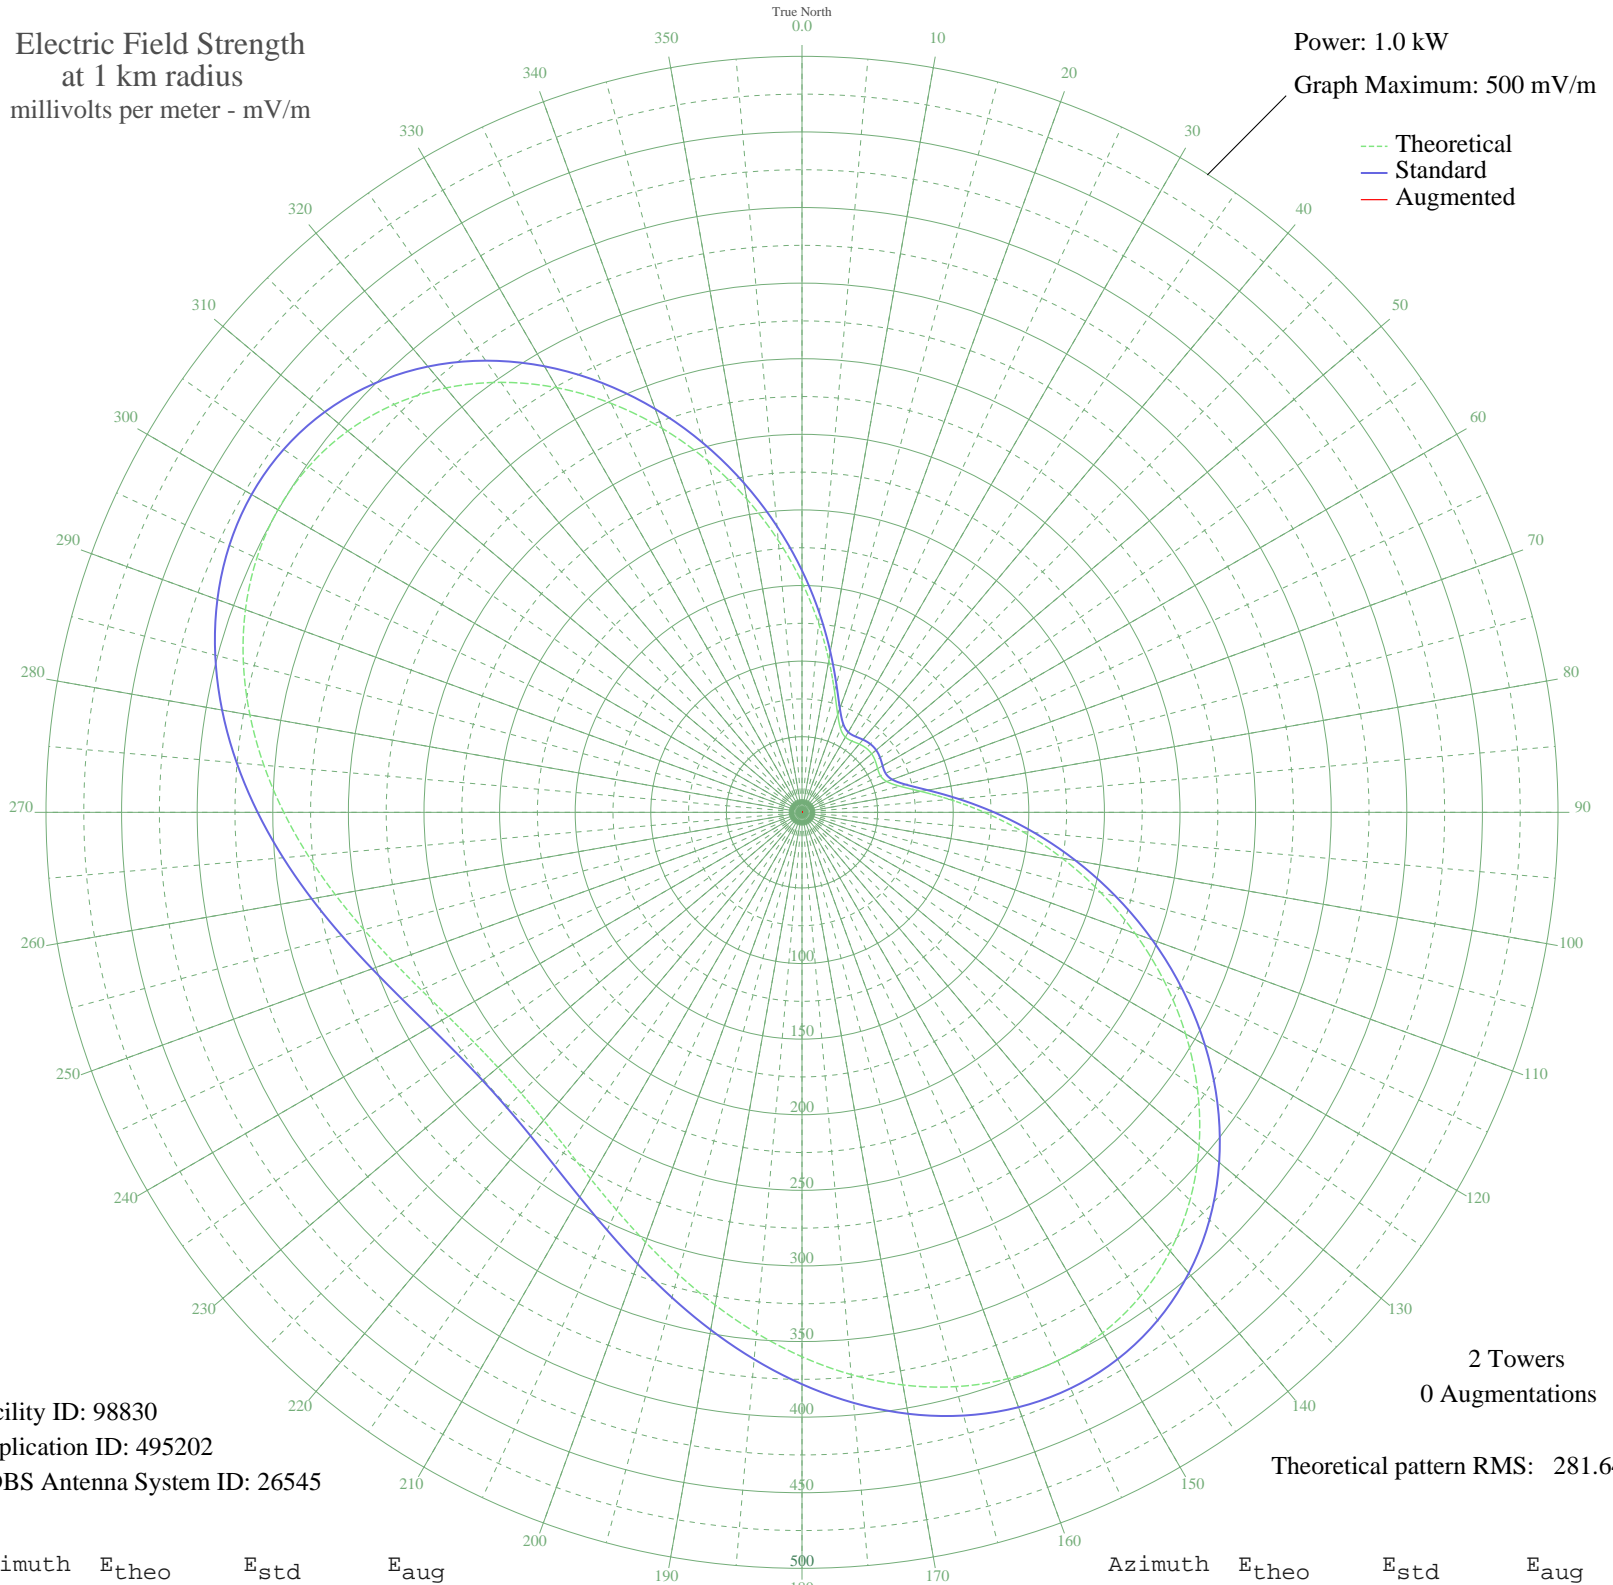 True North
Electric Field Strength
at 1 km radius
millivolts per meter - mV/m
Power: 1.0 kW
Graph Maximum: 500 mV/m
Theoretical
Standard
Augmented
0.0
10
20
30
40
50
60
70
80
90
100
110
120
130
140
150
160
170
190
200
210
220
230
240
250
260
270
280
290
300
310
320
330
340
350
100
150
200
250
300
350
400
450
500
2 Towers
0 Augmentations
Theoretical pattern RMS: 281.64
cility ID: 98830
plication ID: 495202
DBS Antenna System ID: 26545
imuth Etheo Estd Eaug
Azimuth Etheo Estd Eaug